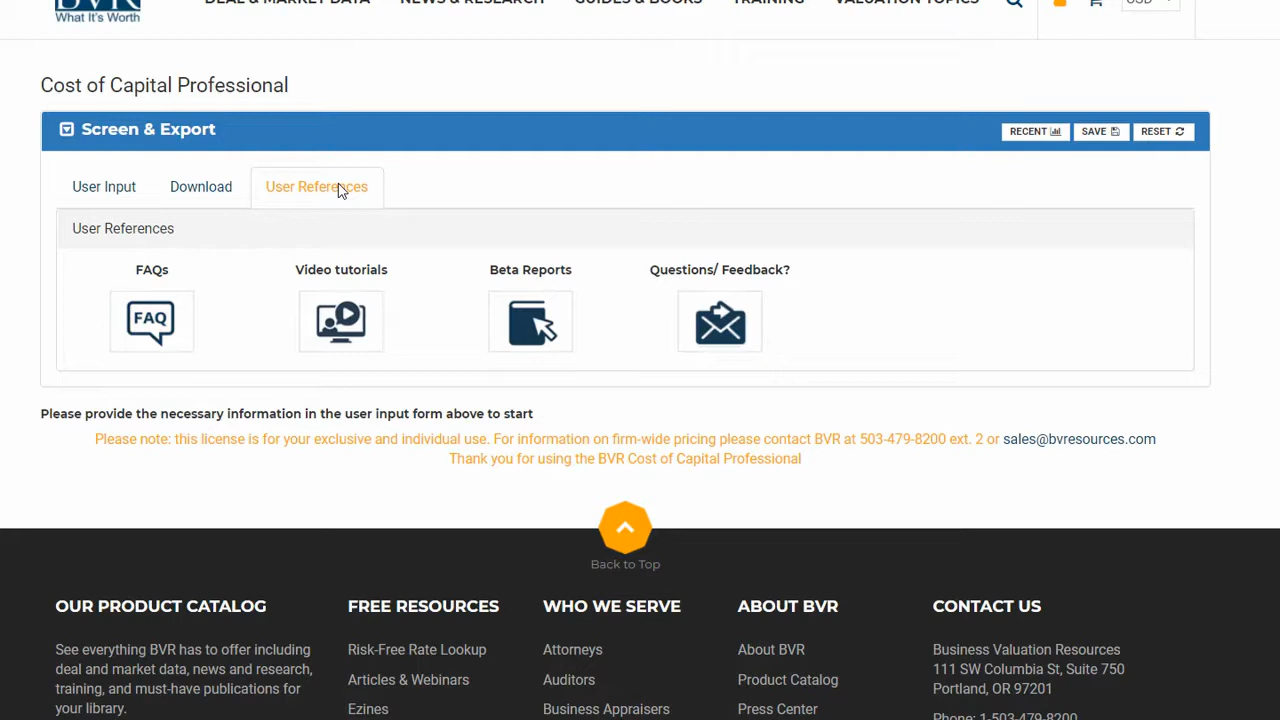 BVR
What It's Worth
DEAL & MARKET DATA NEWS & RESEARCH GUIDES & BOOKS TRAINING VALUATION TOPICS USD
Cost of Capital Professional
Screen & Export
RECENT SAVE RESET
User Input Download User References
User References
FAQs Video tutorials Beta Reports Questions/ Feedback?
FAQ
Please provide the necessary information in the user input form above to start
Please note: this license is for your exclusive and individual use. For information on firm-wide pricing please contact BVR at 503-479-8200 ext. 2 or sales@bvresources.com
Thank you for using the BVR Cost of Capital Professional
Back to Top
OUR PRODUCT CATALOG FREE RESOURCES WHO WE SERVE ABOUT BVR CONTACT US
See everything BVR has to offer including Risk-Free Rate Lookup Attorneys About BVR Business Valuation Resources
deal and market data, news and research, Articles & Webinars Auditors Product Catalog 111 SW Columbia St, Suite 750
training, and must-have publications for Portland, OR 97201
your library. Ezines Business Appraisers Press Center Phone: 1-503-479-8200